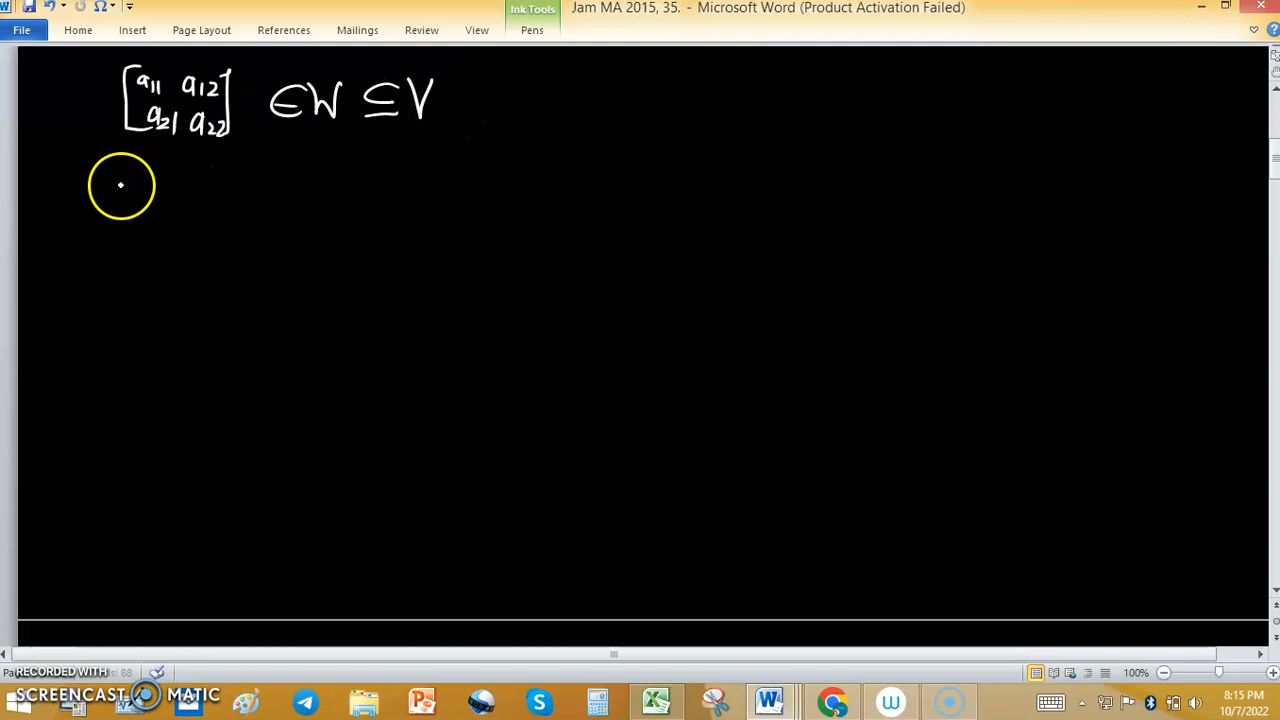 Ink Tools
Jam MA 2015, 35. - Microsoft Word (Product Activation Failed)
File Home Insert Page Layout References Mailings Review View Pens
[a11 a12
a21 a22] ∈W ⊆V
100%
RECORDED WITH
SCREENCAST MATIC
8:15 PM
10/7/2022